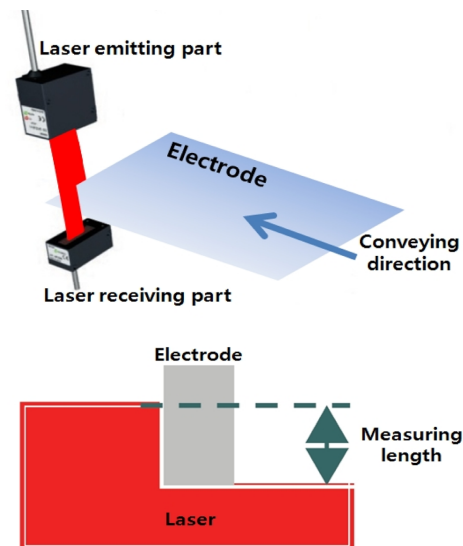 Laser emitting part
Electrode
Conveying
direction
Laser receiving part
Electrode
Measuring
length
Laser